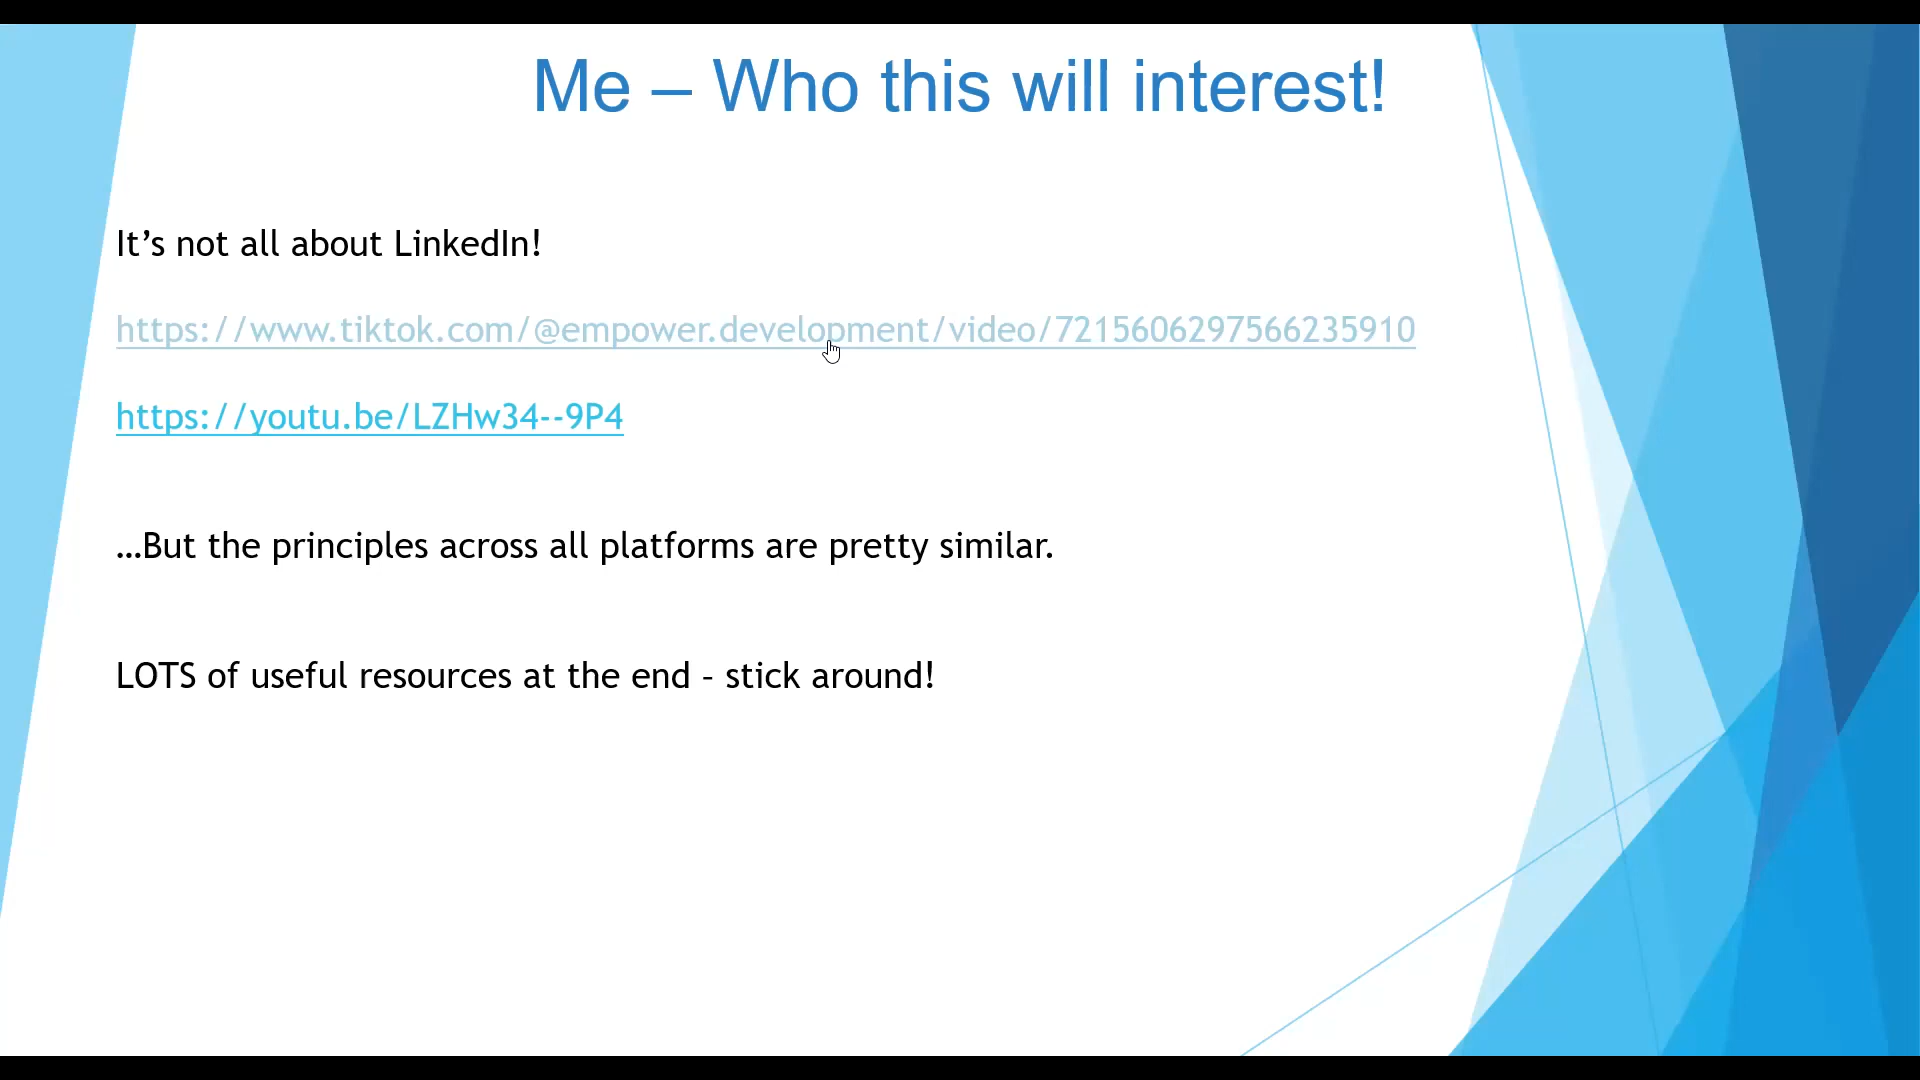 Me – Who this will interest!
It’s not all about LinkedIn!
https://www.tiktok.com/@empower.development/video/7215606297566235910
https://youtu.be/LZHw34--9P4
…But the principles across all platforms are pretty similar.
LOTS of useful resources at the end – stick around!